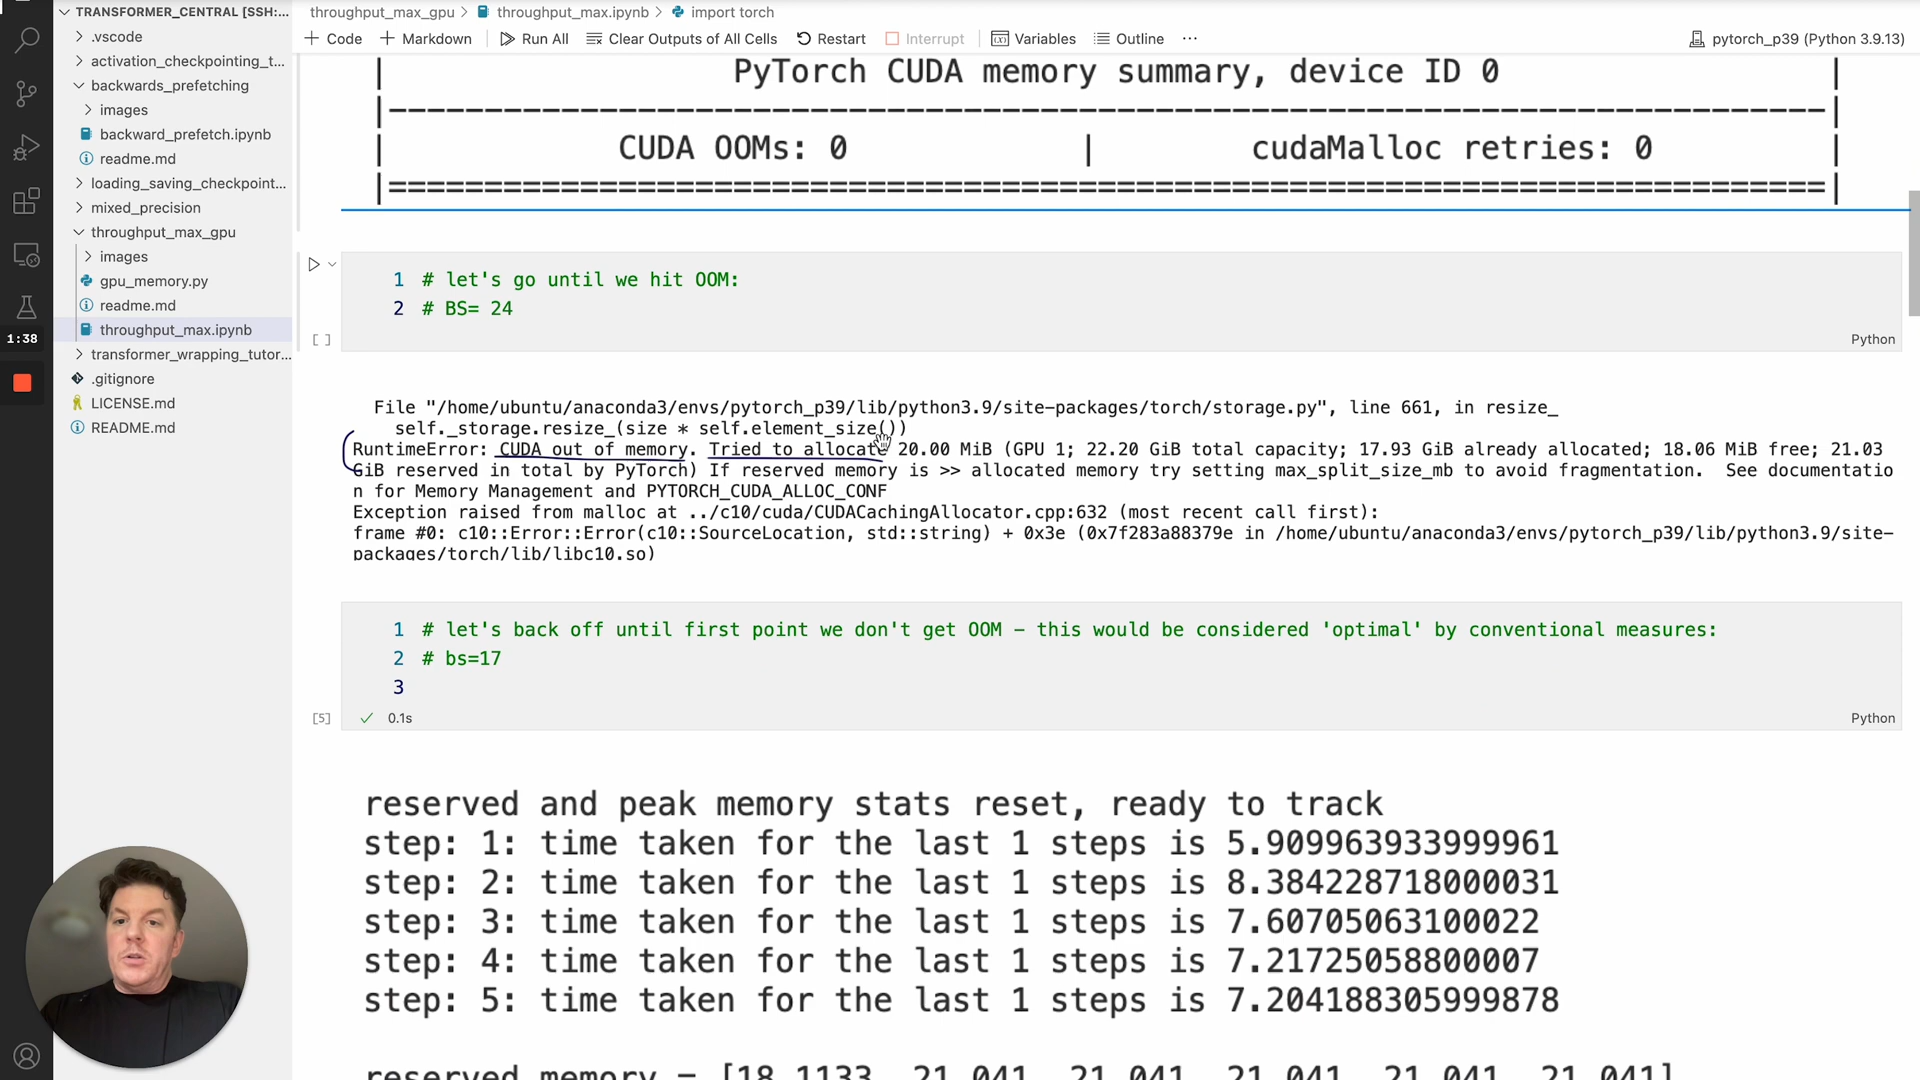 TRANSFORMER_CENTRAL [SSH:...
.vscode
activation_checkpointing_t...
backwards_prefetching
images
backward_prefetch.ipynb
readme.md
loading_saving_checkpoint...
mixed_precision
throughput_max_gpu
images
gpu_memory.py
readme.md
throughput_max.ipynb
transformer_wrapping_tutor...
.gitignore
LICENSE.md
README.md
1:38
throughput_max_gpu > throughput_max.ipynb > import torch
+ Code + Markdown Run All Clear Outputs of All Cells Restart Interrupt Variables Outline ... pytorch_p39 (Python 3.9.13)
| PyTorch CUDA memory summary, device ID 0 |
|---------------------------------------------------------------------------|
| CUDA OOMs: 0 | cudaMalloc retries: 0 |
|===========================================================================|
1 # let's go until we hit OOM:
2 # BS= 24
[ ] Python
File "/home/ubuntu/anaconda3/envs/pytorch_p39/lib/python3.9/site-packages/torch/storage.py", line 661, in resize_
self._storage.resize_(size * self.element_size())
RuntimeError: CUDA out of memory. Tried to allocate 20.00 MiB (GPU 1; 22.20 GiB total capacity; 17.93 GiB already allocated; 18.06 MiB free; 21.03
GiB reserved in total by PyTorch) If reserved memory is >> allocated memory try setting max_split_size_mb to avoid fragmentation.  See documentatio
n for Memory Management and PYTORCH_CUDA_ALLOC_CONF
Exception raised from malloc at ../c10/cuda/CUDACachingAllocator.cpp:632 (most recent call first):
frame #0: c10::Error::Error(c10::SourceLocation, std::string) + 0x3e (0x7f283a88379e in /home/ubuntu/anaconda3/envs/pytorch_p39/lib/python3.9/site-
packages/torch/lib/libc10.so)
1 # let's back off until first point we don't get OOM – this would be considered 'optimal' by conventional measures:
2 # bs=17
3
[5] ✓ 0.1s Python
reserved and peak memory stats reset, ready to track
step: 1: time taken for the last 1 steps is 5.909963933999961
step: 2: time taken for the last 1 steps is 8.384228718000031
step: 3: time taken for the last 1 steps is 7.60705063100022
step: 4: time taken for the last 1 steps is 7.21725058800007
step: 5: time taken for the last 1 steps is 7.204188305999878
reserved memory = [18.1133, 21.041, 21.041, 21.041, 21.041]